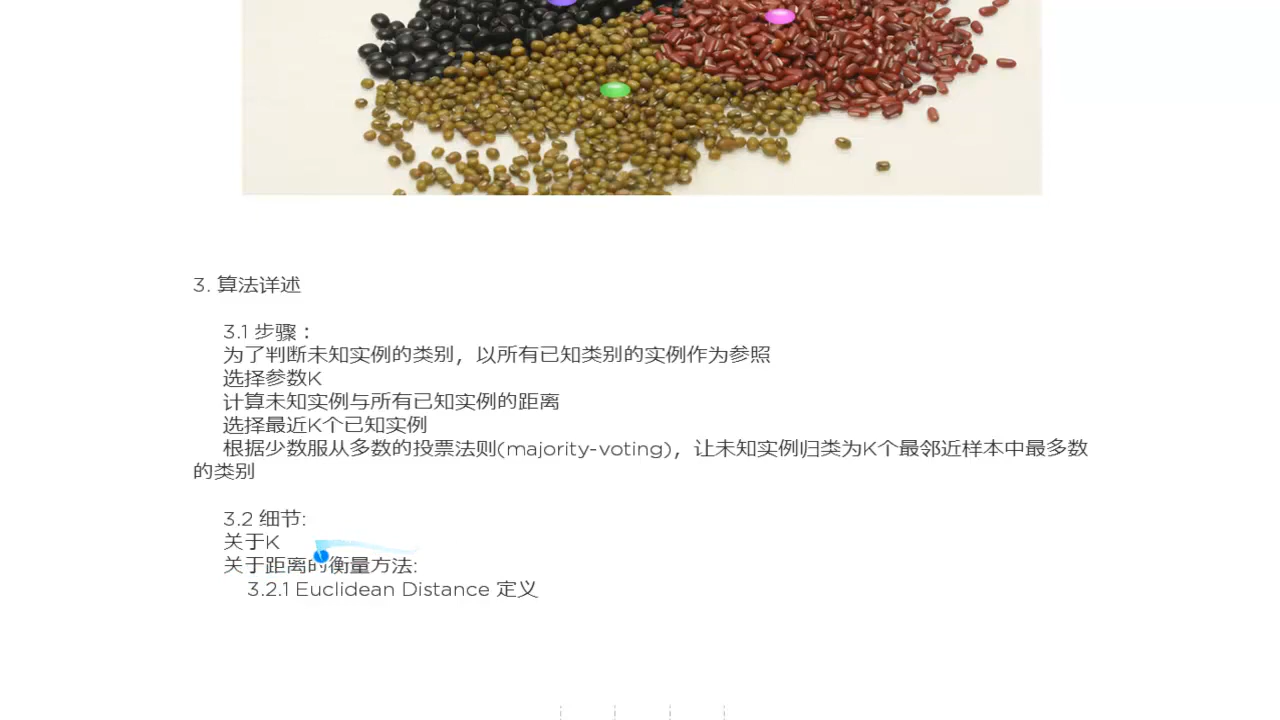 3. 算法详述
3.1 步骤：
为了判断未知实例的类别，以所有已知类别的实例作为参照
选择参数K
计算未知实例与所有已知实例的距离
选择最近K个已知实例
根据少数服从多数的投票法则(majority-voting)，让未知实例归类为K个最邻近样本中最多数
的类别
3.2 细节:
关于K
关于距离的衡量方法:
3.2.1 Euclidean Distance 定义